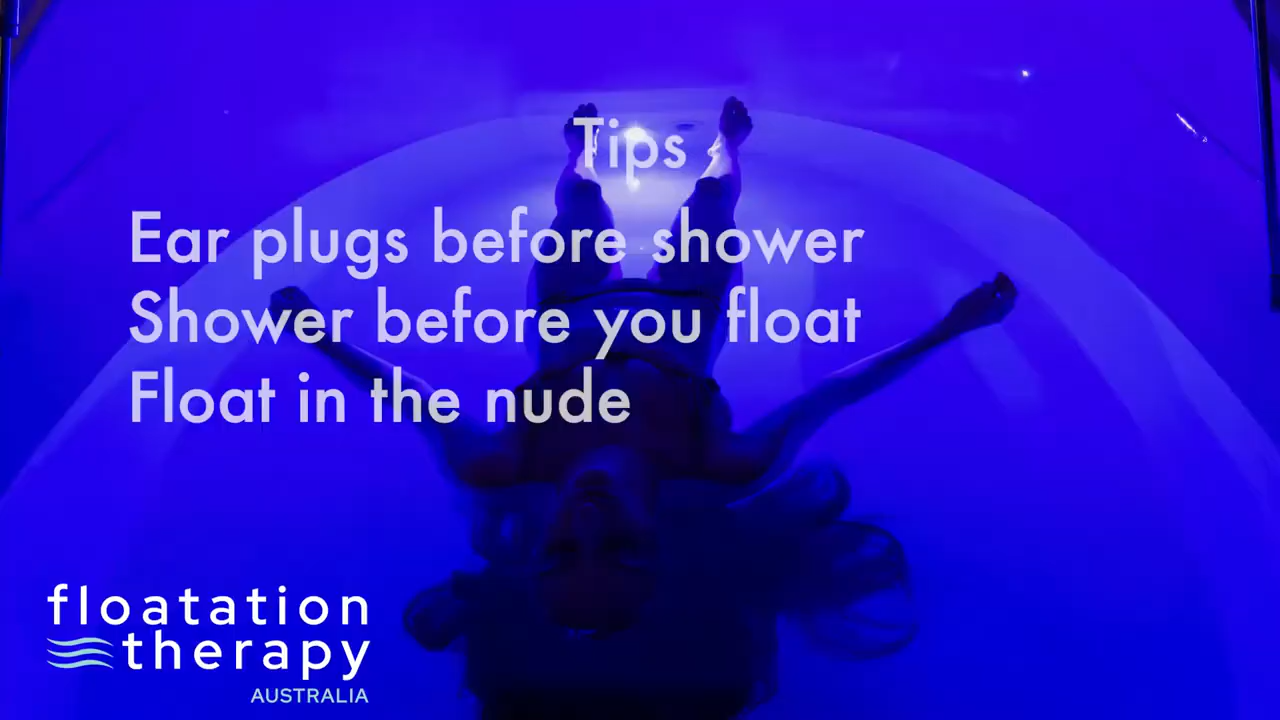 Tips
Ear plugs before shower
Shower before you float
Float in the nude
floatation
therapy
AUSTRALIA